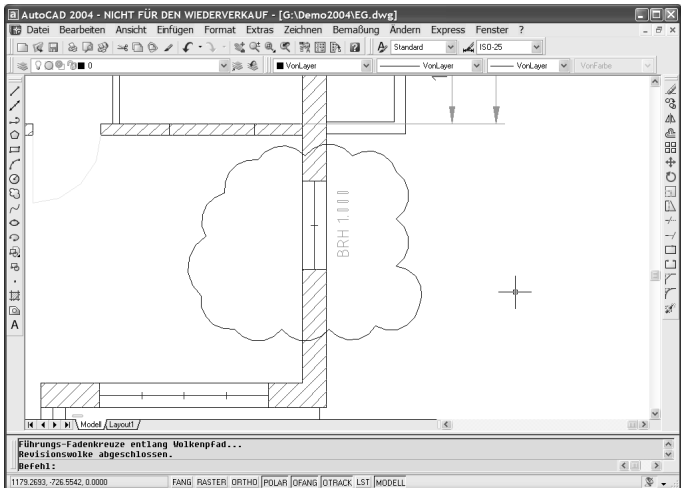 AutoCAD 2004 - NICHT FÜR DEN WIEDERVERKAUF - [G:\Demo2004\EG.dwg]
Datei Bearbeiten Ansicht Einfügen Format Extras Zeichnen Bemaßung Ändern Express Fenster ?
Standard ISO-25
0 VonLayer VonLayer VonLayer VonFarbe
BRH 1.
Modell Layout1
Führungs-Fadenkreuze entlang Wolkenpfad...
Revisionswolke abgeschlossen.
Befehl:
1179.2693, -726.5542, 0.0000 FANG RASTER ORTHO POLAR OFANG OTRACK LST MODELL